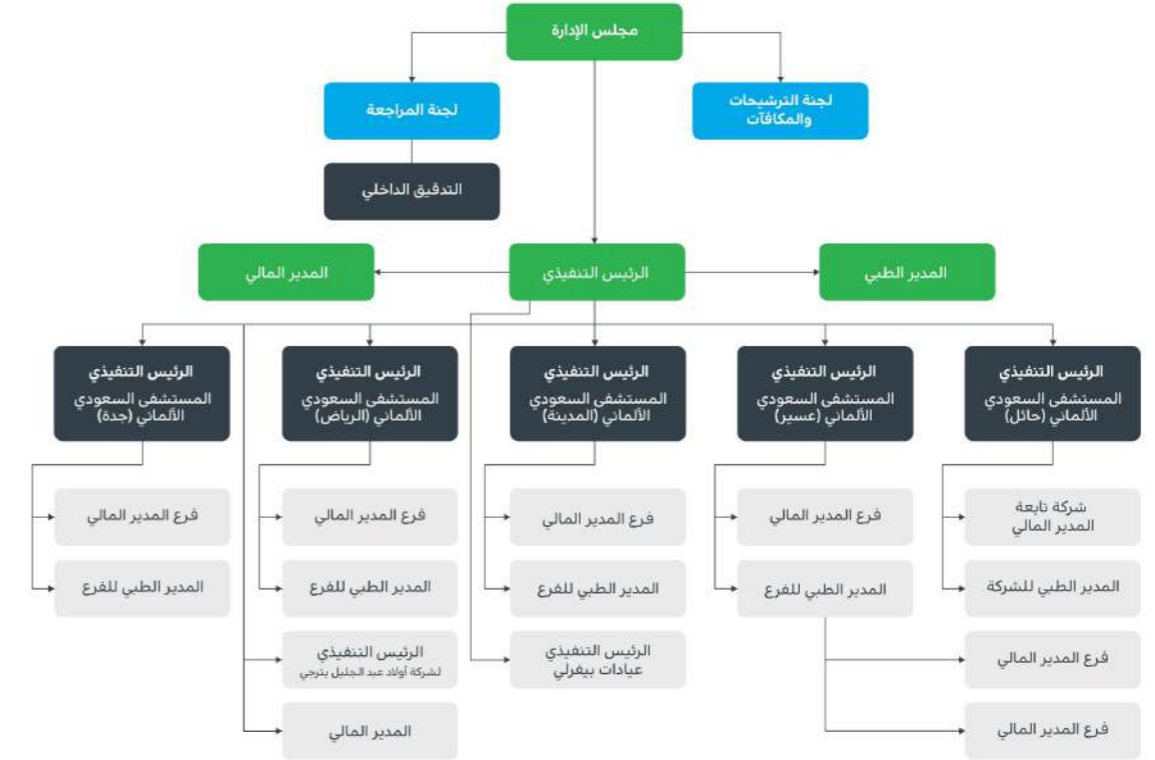 مجلس الإدارة
لجنة الترشيحات
والمكافآت
لجنة المراجعة
التدقيق الداخلي
المدير الطبي
الرئيس التنفيذي
المدير المالي
الرئيس التنفيذي
المستشفى السعودي
الألماني (حائل)
الرئيس التنفيذي
المستشفى السعودي
الألماني (عسير)
الرئيس التنفيذي
المستشفى السعودي
الألماني (المدينة)
الرئيس التنفيذي
المستشفى السعودي
الألماني (الرياض)
الرئيس التنفيذي
المستشفى السعودي
الألماني (جدة)
شركة تابعة
المدير المالي
فرع المدير المالي
فرع المدير المالي
فرع المدير المالي
فرع المدير المالي
المدير الطبي للشركة
المدير الطبي للفرع
المدير الطبي للفرع
المدير الطبي للفرع
المدير الطبي للفرع
فرع المدير المالي
الرئيس التنفيذي
عيادات بيفرلي
الرئيس التنفيذي
لشركة أولاد عبد الجليل بترجي
فرع المدير المالي
المدير المالي